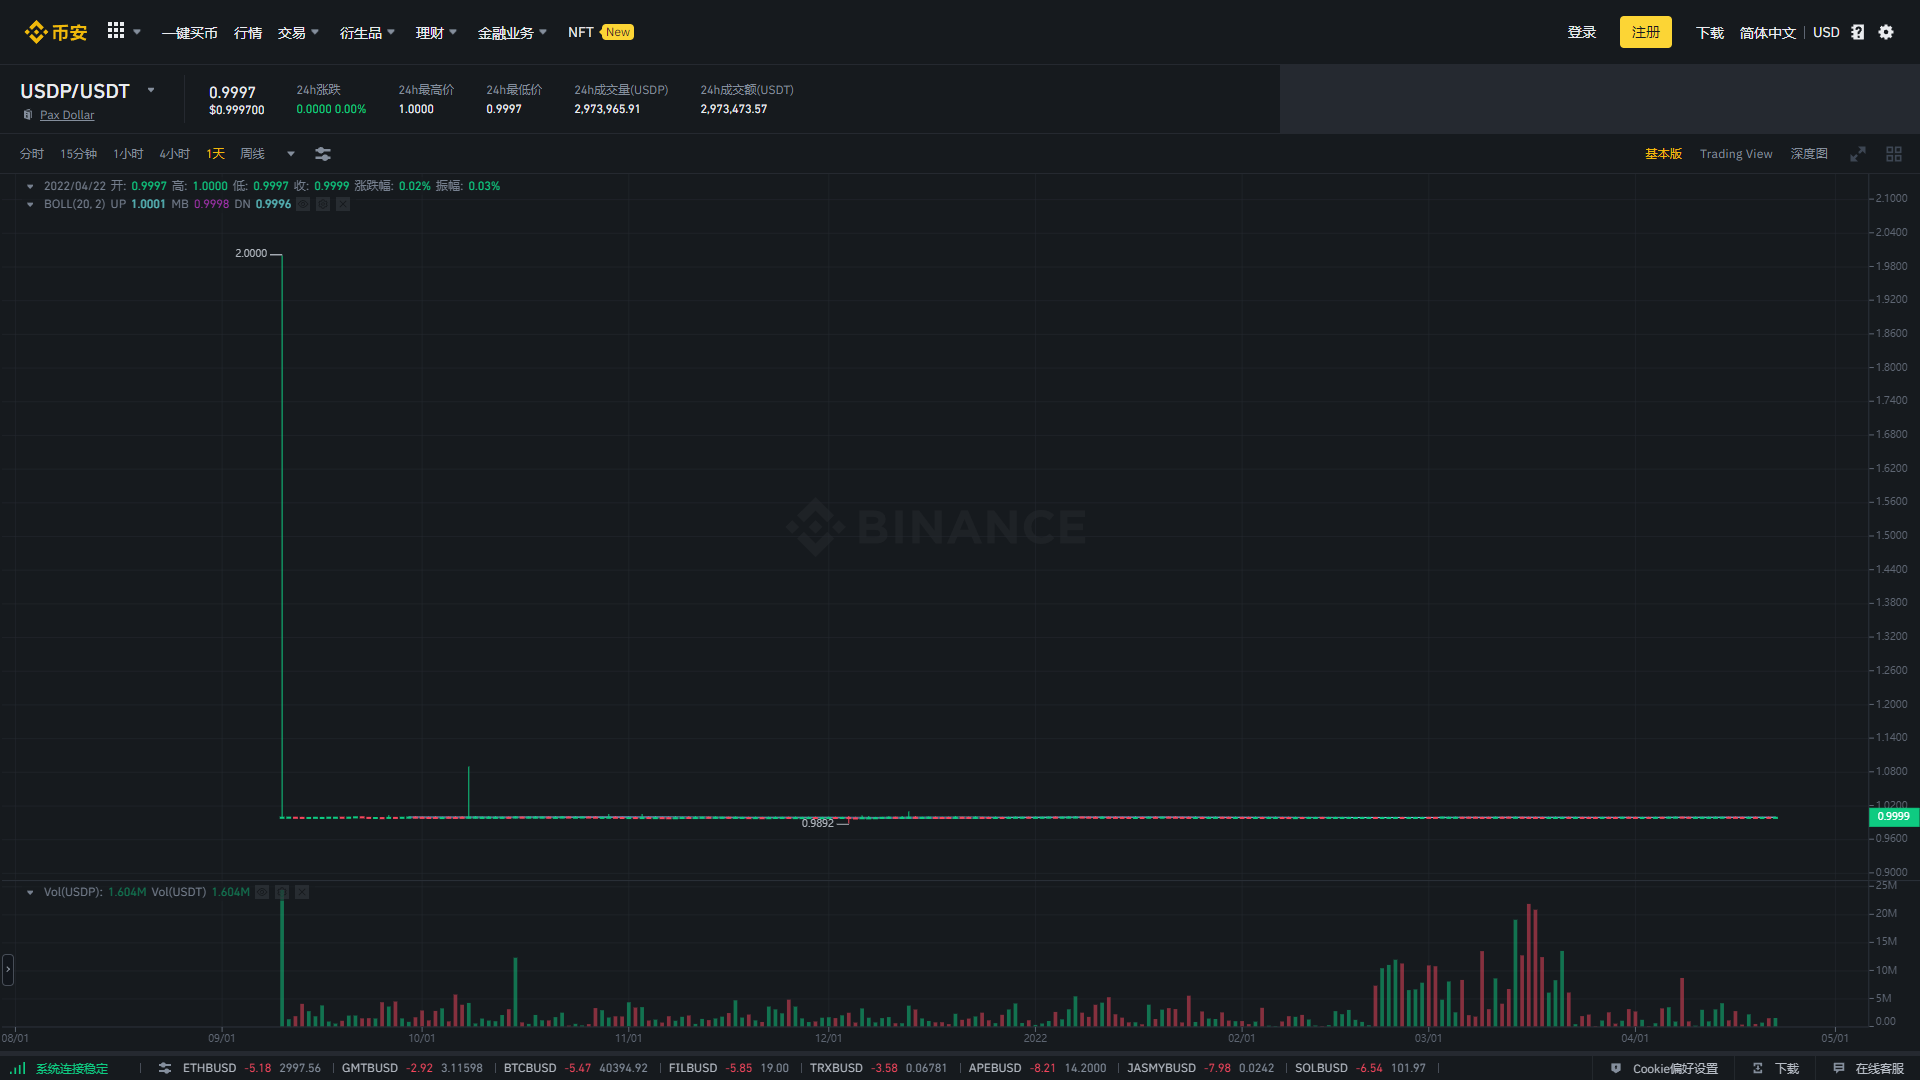 币安 一键买币 行情 交易 衍生品 理财 金融业务 NFT New 登录 注册 下载 简体中文 USD
USDP/USDT
Pax Dollar
0.9997
$0.999700
24h涨跌
0.0000 0.00%
24h最高价
1.0000
24h最低价
0.9997
24h成交量(USDP)
2,973,965.91
24h成交额(USDT)
2,973,473.57
分时 15分钟 1小时 4小时 1天 周线 基本版 Trading View 深度图
2022/04/22 开: 0.9997 高: 1.0000 低: 0.9997 收: 0.9999 涨跌幅: 0.02% 振幅: 0.03%
BOLL(20, 2) UP 1.0001 MB 0.9998 DN 0.9996
2.1000
2.0400
2.0000
1.9800
1.9200
1.8600
1.8000
1.7400
1.6800
1.6200
1.5600
BINANCE
1.5000
1.4400
1.3800
1.3200
1.2600
1.2000
1.1400
1.0800
1.0200
0.9999
0.9892
0.9600
0.9000
Vol(USDP): 1.604M Vol(USDT) 1.604M
25M
20M
15M
10M
5M
0.00
08/01 09/01 10/01 11/01 12/01 2022 02/01 03/01 04/01 05/01
系统连接稳定 ETHBUSD -5.18 2997.56 GMTBUSD -2.92 3.11598 BTCBUSD -5.47 40394.92 FILBUSD -5.85 19.00 TRXBUSD -3.58 0.06781 APEBUSD -8.21 14.2000 JASMYBUSD -7.98 0.0242 SOLBUSD -6.54 101.97 Cookie偏好设置 下载 在线客服